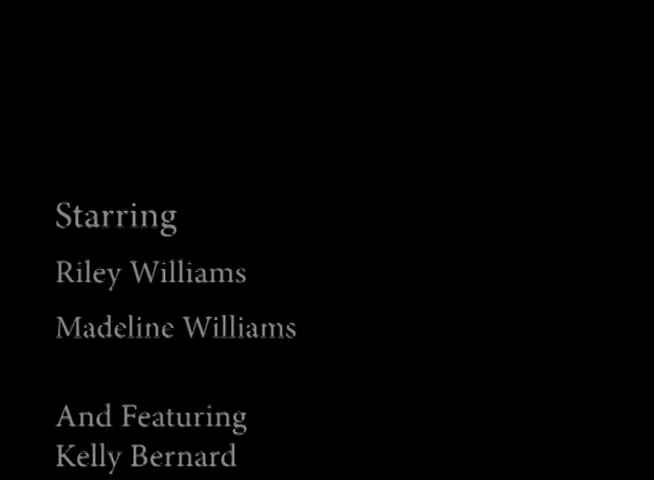 Starring
Riley Williams
Madeline Williams
And Featuring
Kelly Bernard